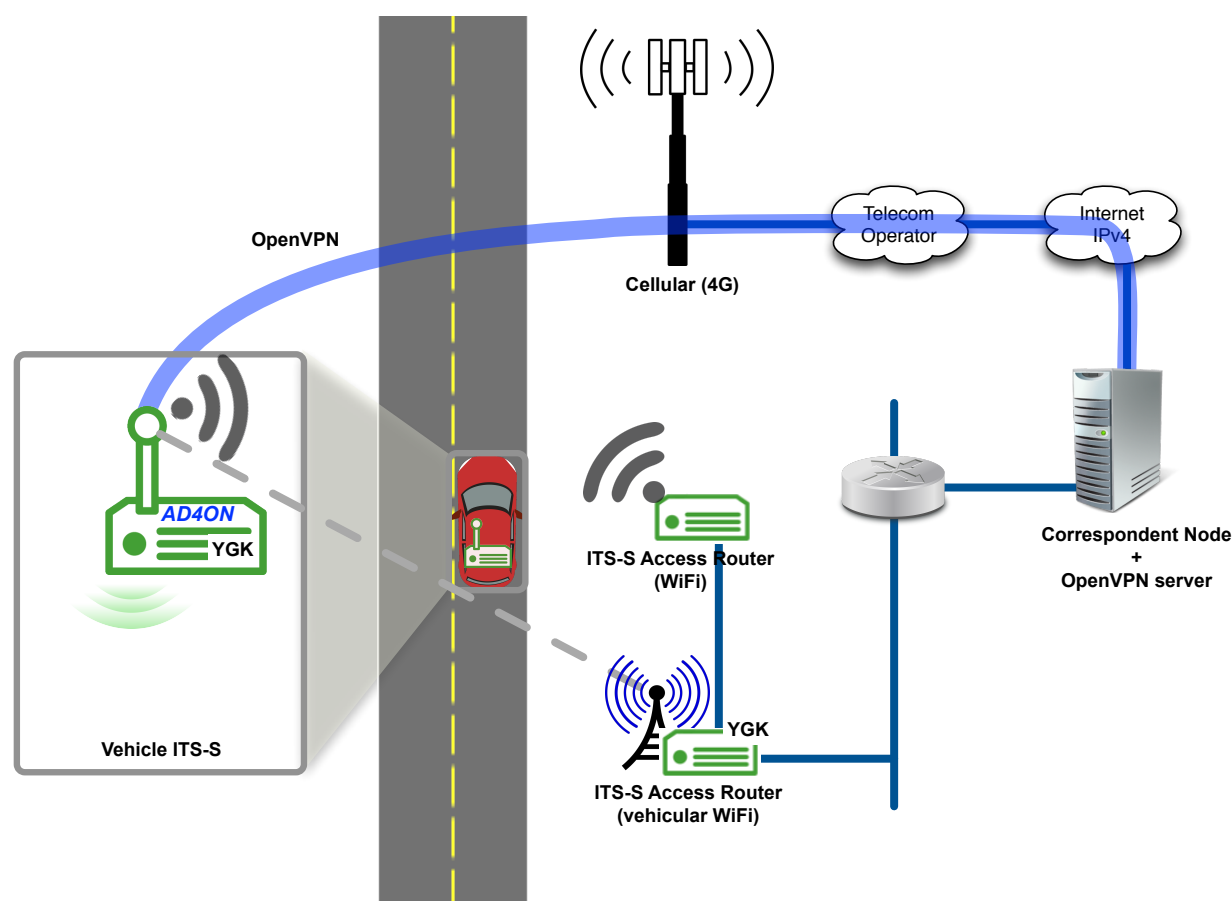 OpenVPN
Cellular (4G)
Telecom
Operator
Internet
IPv4
AD4ON
YGK
Vehicle ITS-S
ITS-S Access Router
(WiFi)
YGK
ITS-S Access Router
(vehicular WiFi)
Correspondent Node
+
OpenVPN server